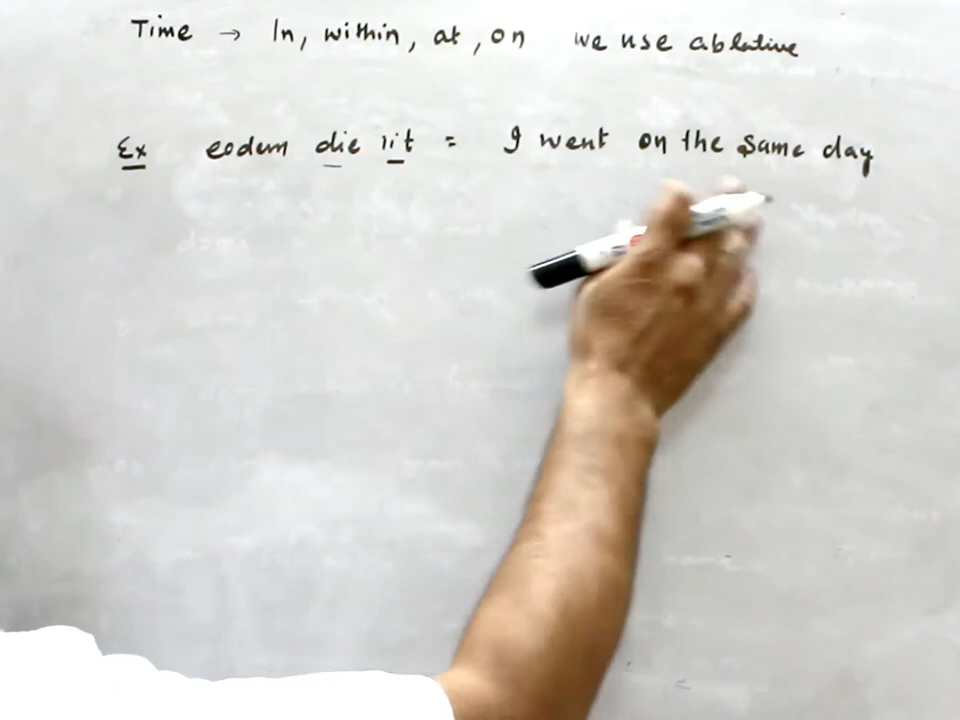 Time → In, within, at, on we use ablative
Ex eodem die iit = I went on the same day